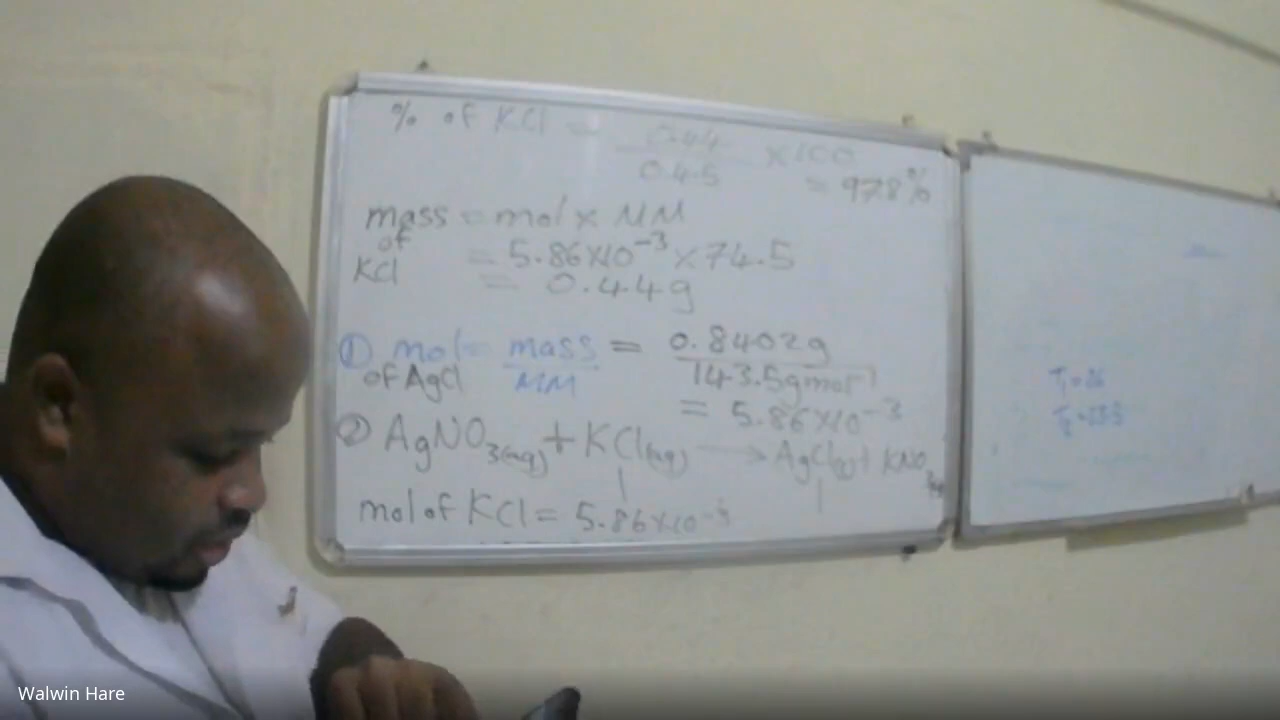 % of KCl = 0.44
0.45 ×100
= 97.8%
mass = mol × MM
of
KCl = 5.86×10⁻³ × 74.5
= 0.44g
① mol = mass = 0.8402g
of AgCl MM 143.5gmol⁻¹
= 5.86×10⁻³
② AgNO₃(aq) + KCl(aq) → AgCl(s) + KNO₃
mol of KCl = 5.86×10⁻³
Walwin Hare